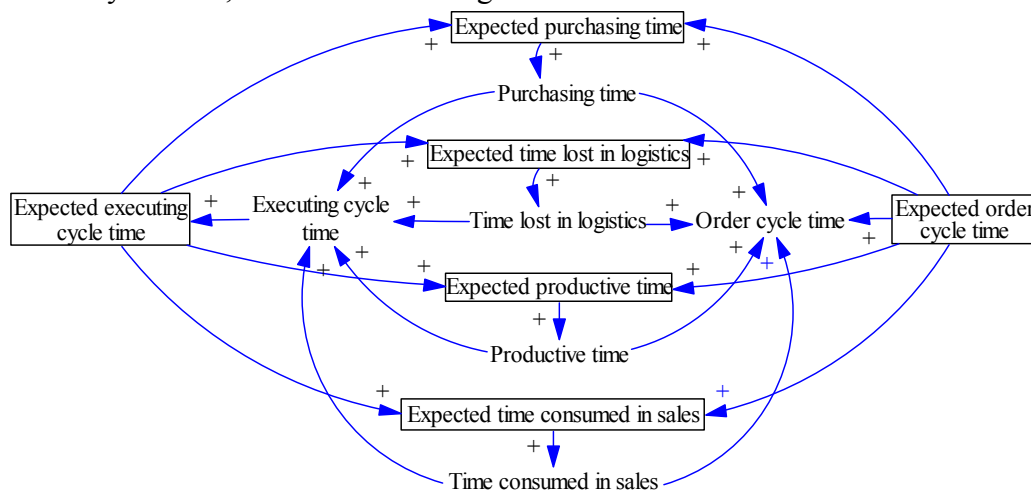 Expected purchasing time
+ + +
Purchasing time
Expected time lost in logistics
+ + +
+ + + + + +
Expected executing
cycle time
Executing cycle
time
Time lost in logistics
Order cycle time
Expected order
cycle time
+ + + + + + +
Expected productive time
+
Productive time
+ +
Expected time consumed in sales
+
Time consumed in sales